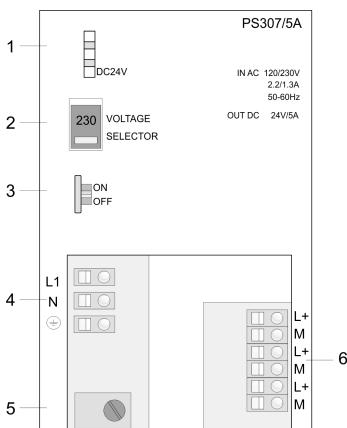 PS307/5A
1
DC24V
IN AC 120/230V
2.2/1.3A
50-60Hz
OUT DC 24V/5A
2
230
VOLTAGE
SELECTOR
3
ON
OFF
L1
4
N
L+
M
L+
M
L+
M
6
5